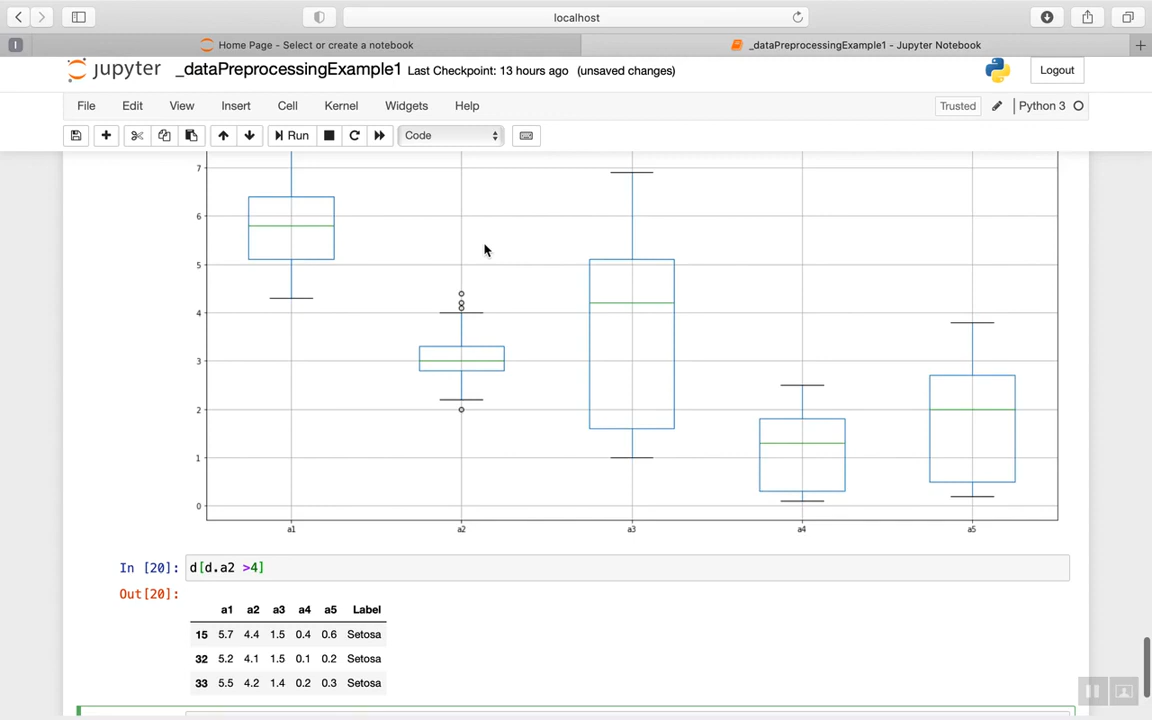 localhost
I
Home Page - Select or create a notebook
_dataPreprocessingExample1 - Jupyter Notebook
jupyter _dataPreprocessingExample1 Last Checkpoint: 13 hours ago (unsaved changes)
Logout
File Edit View Insert Cell Kernel Widgets Help
Trusted
Python 3
Run
Code
7
6
5
4
3
2
1
0
a1 a2 a3 a4 a5
In [20]: d[d.a2 >4]
Out[20]:
a1 a2 a3 a4 a5 Label
15 5.7 4.4 1.5 0.4 0.6 Setosa
32 5.2 4.1 1.5 0.1 0.2 Setosa
33 5.5 4.2 1.4 0.2 0.3 Setosa